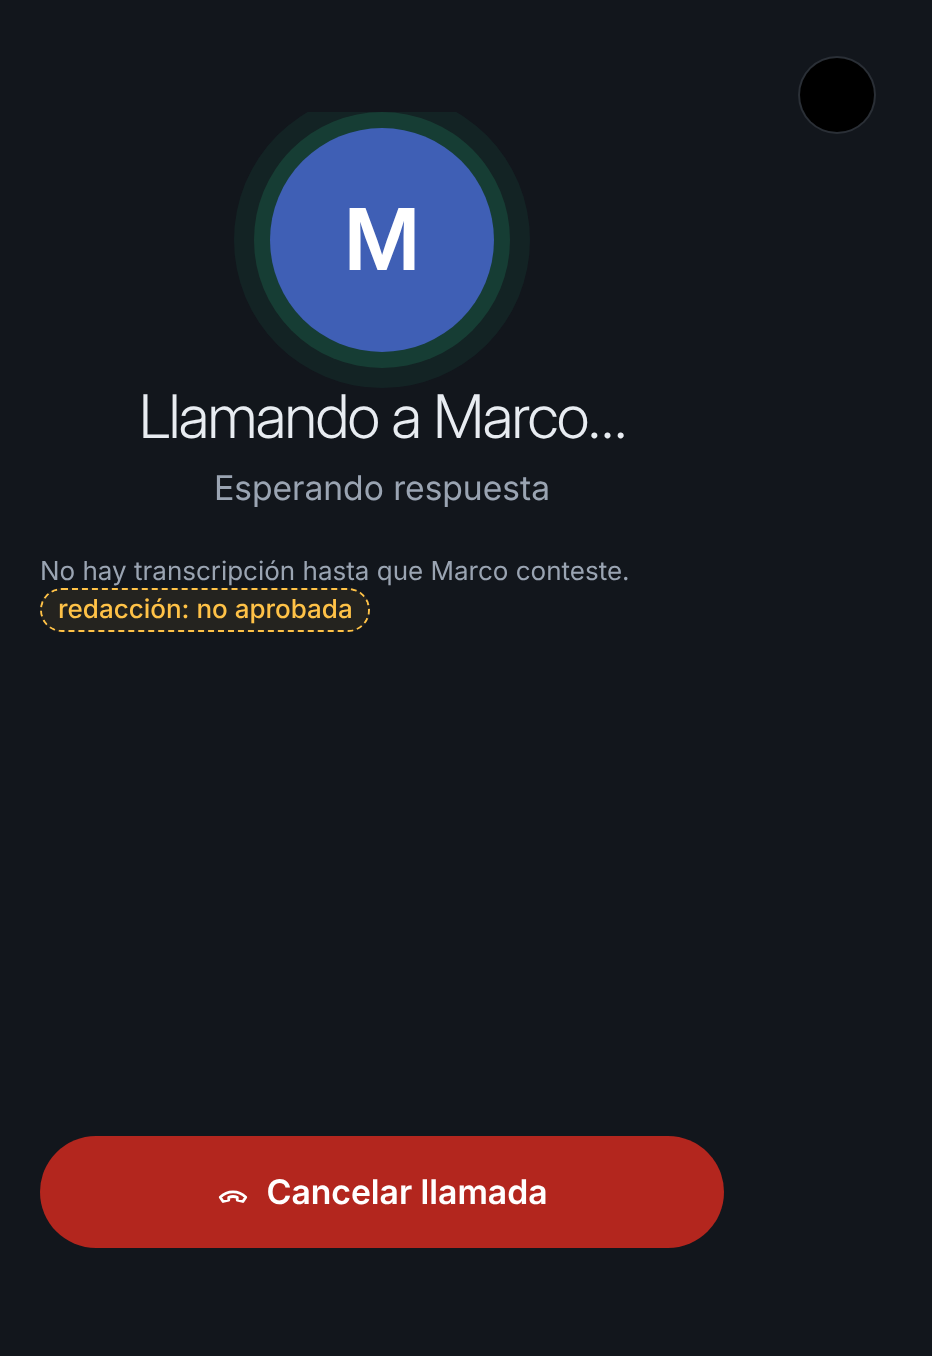 M
Llamando a Marco...
Esperando respuesta
No hay transcripción hasta que Marco conteste.
redacción: no aprobada
Cancelar llamada